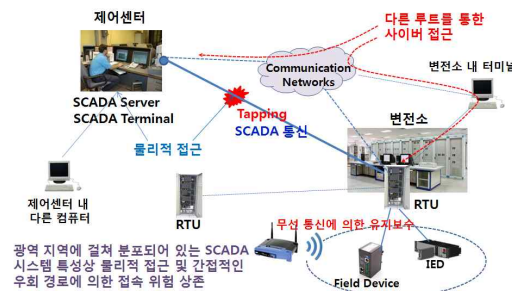 제어센터
다른 루트를 통한
사이버 접근
Communication
Networks
변전소 내 터미널
SCADA Server
SCADA Terminal
Tapping
SCADA 통신
변전소
물리적 접근
제어센터 내
다른 컴퓨터
RTU
RTU
무선 통신에 의한 유지보수
광역 지역에 걸쳐 분포되어 있는 SCADA
시스템 특성상 물리적 접근 및 간접적인
우회 경로에 의한 접속 위험 상존
Field Device
IED